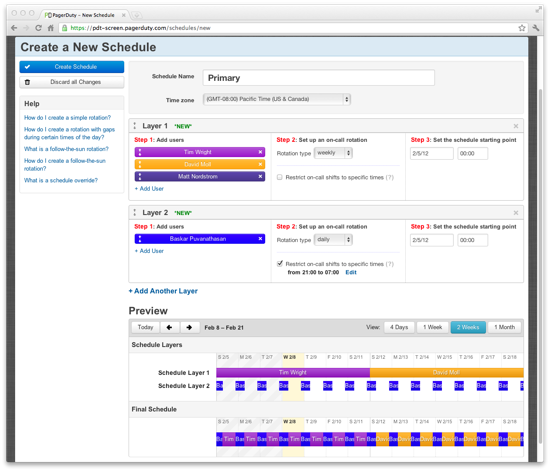 PagerDuty – New Schedule
https://pdt-screen.pagerduty.com/schedules/new
Create a New Schedule
Create Schedule
Discard all Changes
Help
How do I create a simple rotation?
How do I create a rotation with gaps
during certain times of the day?
What is a follow-the-sun rotation?
How do I create a follow-the-sun
rotation?
What is a schedule override?
Schedule Name Primary
Time zone (GMT-08:00) Pacific Time (US & Canada)
Layer 1 *NEW*
Step 1: Add users
Tim Wright
David Moll
Matt Nordstrom
+ Add User
Step 2: Set up an on-call rotation
Rotation type weekly
Restrict on-call shifts to specific times (?)
Step 3: Set the schedule starting point
2/5/12 00:00
Layer 2 *NEW*
Step 1: Add users
Baskar Puvanathasan
+ Add User
Step 2: Set up an on-call rotation
Rotation type daily
Restrict on-call shifts to specific times (?)
from 21:00 to 07:00 Edit
Step 3: Set the schedule starting point
2/5/12 00:00
+ Add Another Layer
Preview
Today Feb 8 – Feb 21 View: 4 Days 1 Week 2 Weeks 1 Month
Schedule Layers
S 2/5 M 2/6 T 2/7 W 2/8 T 2/9 F 2/10 S 2/11 S 2/12 M 2/13 T 2/14 W 2/15 T 2/16 F 2/17 S 2/18
Schedule Layer 1 Tim Wright David Moll
Schedule Layer 2 Bas Bas Bas Bas Bas Bas Bas Bas Bas Bas Bas Bas Bas Bas
Final Schedule
S 2/5 M 2/6 T 2/7 W 2/8 T 2/9 F 2/10 S 2/11 S 2/12 M 2/13 T 2/14 W 2/15 T 2/16 F 2/17 S 2/18
Bas Tim Bas Tim Bas Tim Bas Tim Bas Tim Bas Tim Bas Tim Bas Davi Bas Davi Bas Davi Bas Davi Bas Davi Bas Davi Bas Davi